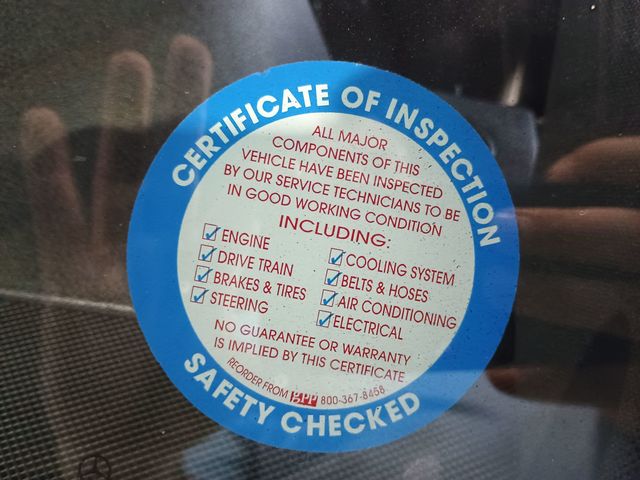 CERTIFICATE OF INSPECTION
ALL MAJOR
COMPONENTS OF THIS
VEHICLE HAVE BEEN INSPECTED
BY OUR SERVICE TECHNICIANS TO BE
IN GOOD WORKING CONDITION
INCLUDING:
ENGINE
DRIVE TRAIN
BRAKES & TIRES
STEERING
COOLING SYSTEM
BELTS & HOSES
AIR CONDITIONING
ELECTRICAL
NO GUARANTEE OR WARRANTY
IS IMPLIED BY THIS CERTIFICATE
REORDER FROM gpp 800-367-8458
SAFETY CHECKED